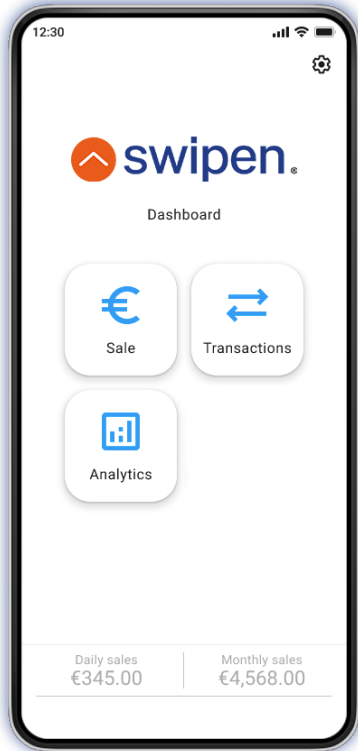 12:30
swipen®
Dashboard
Sale
Transactions
Analytics
Daily sales
€345.00
Monthly sales
€4,568.00